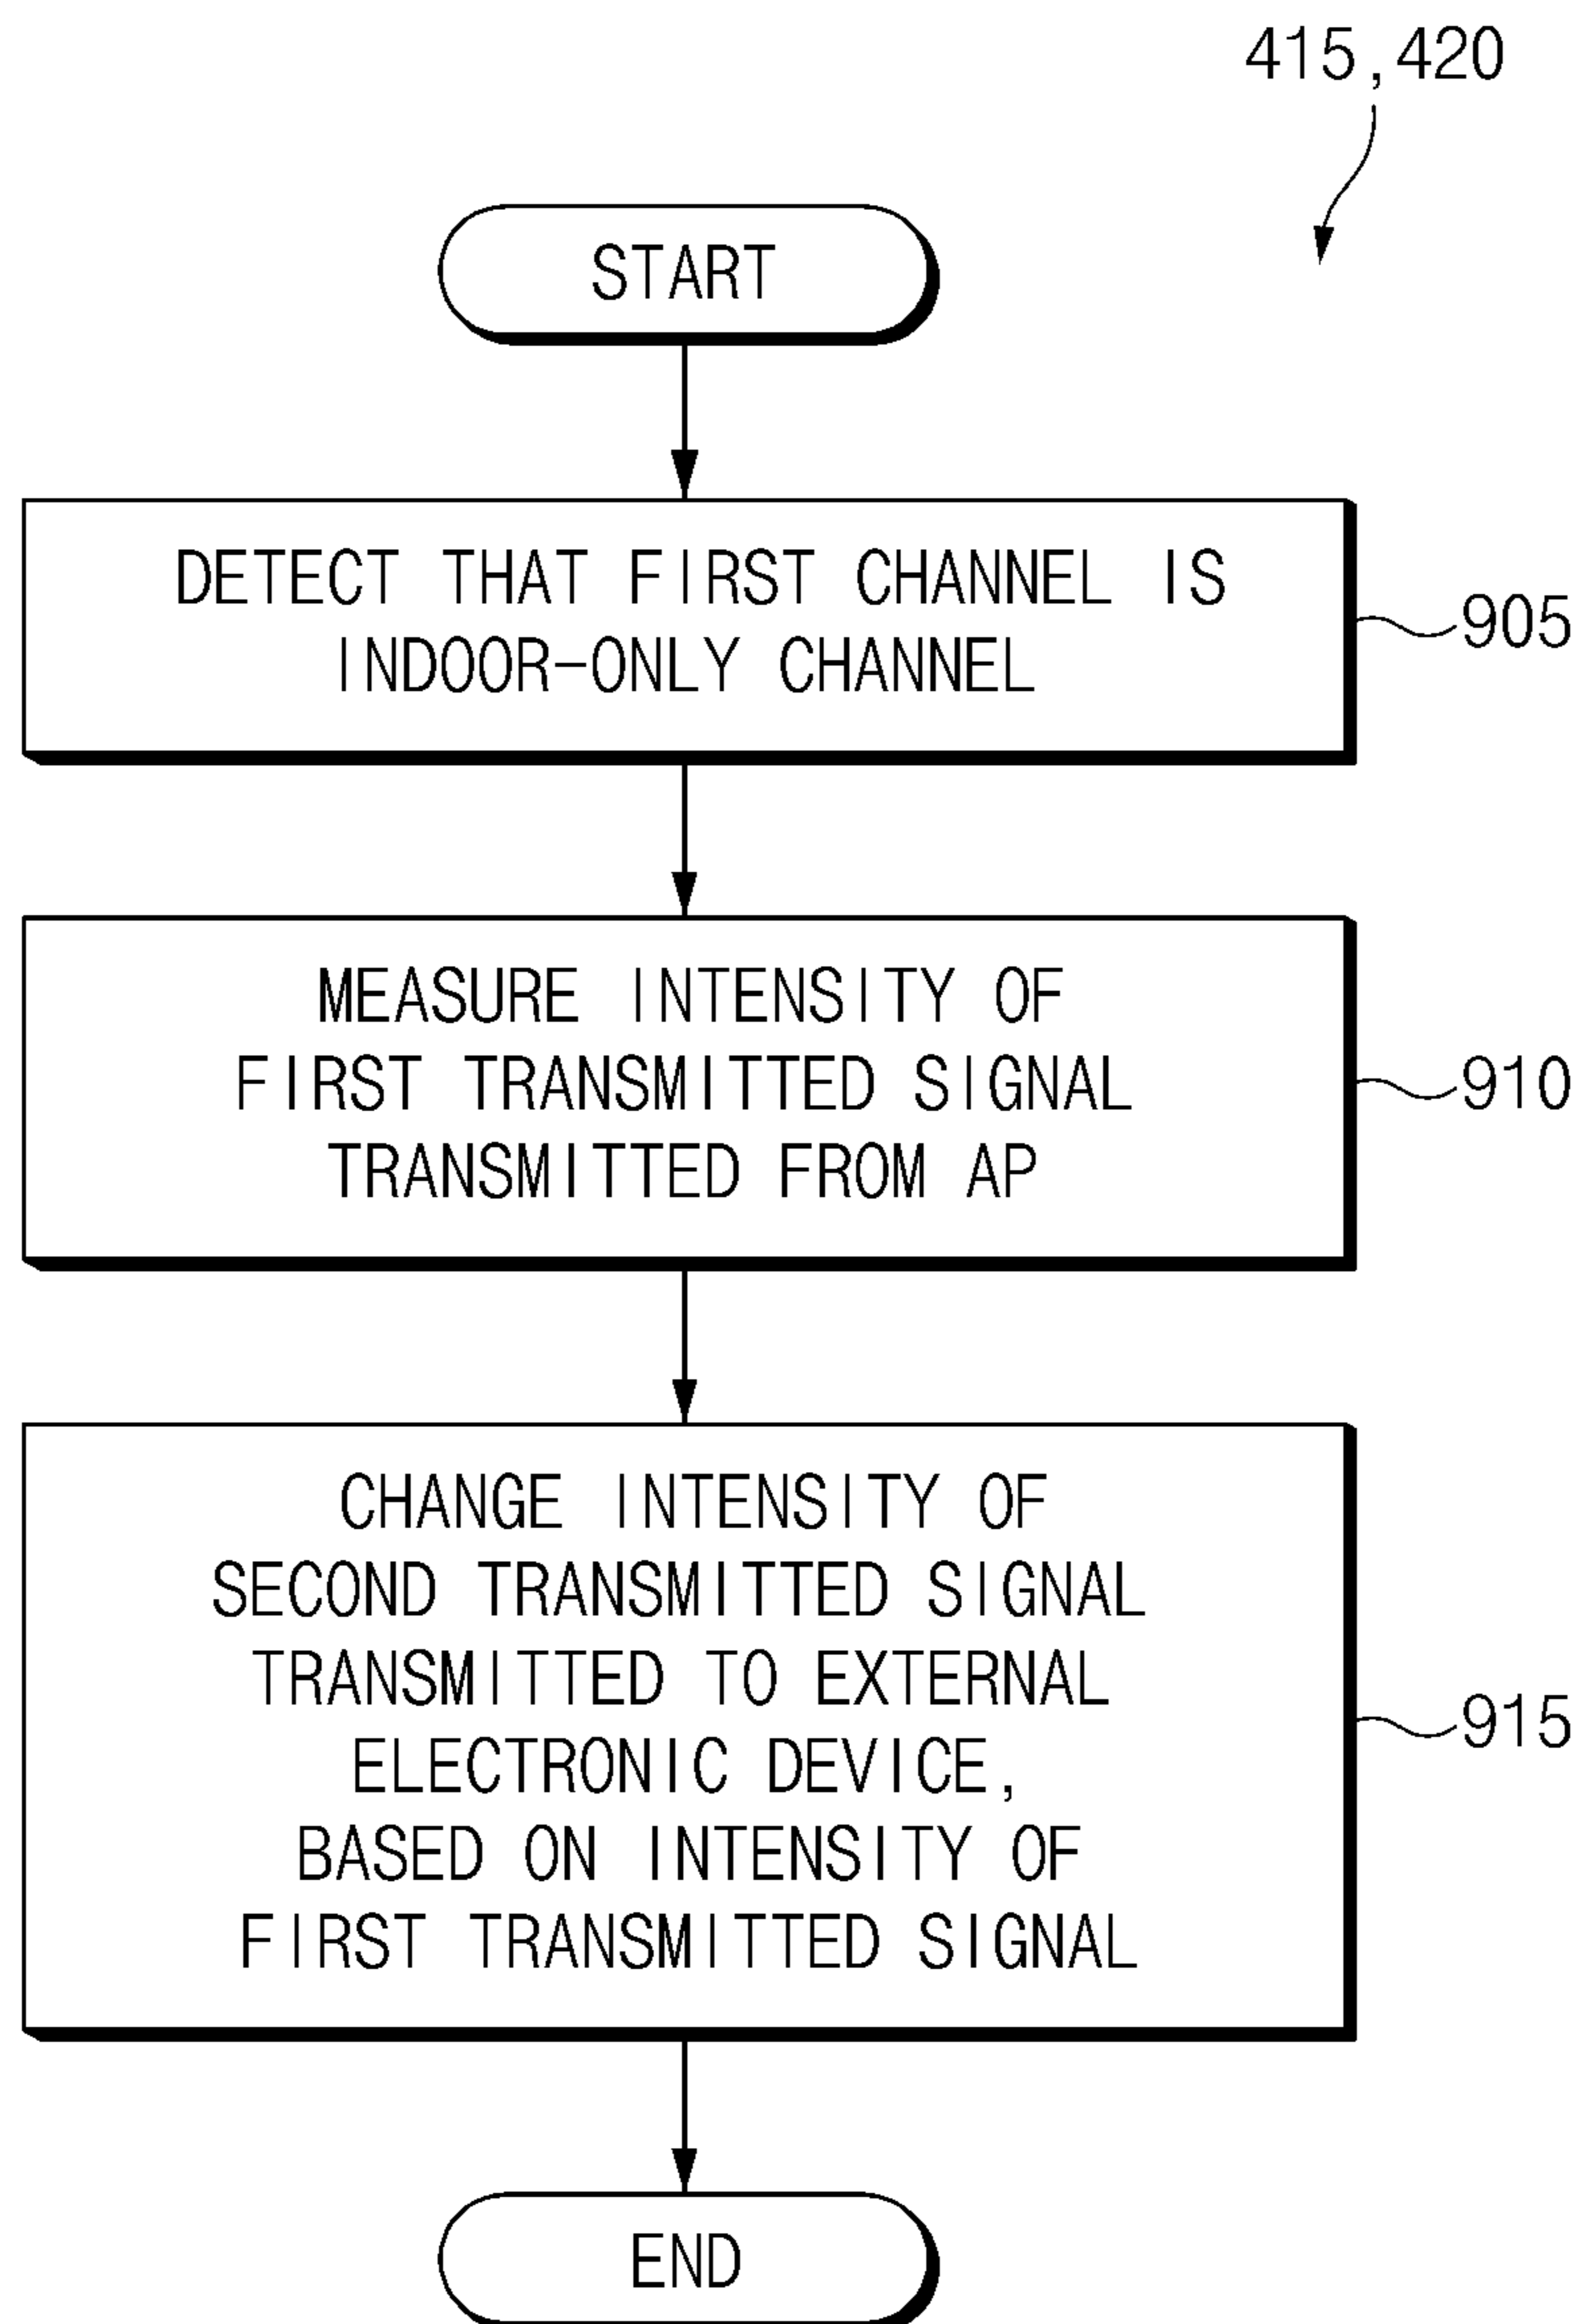 415,420
START
DETECT THAT FIRST CHANNEL IS
INDOOR-ONLY CHANNEL
905
MEASURE INTENSITY OF
FIRST TRANSMITTED SIGNAL
TRANSMITTED FROM AP
910
CHANGE INTENSITY OF
SECOND TRANSMITTED SIGNAL
TRANSMITTED TO EXTERNAL
ELECTRONIC DEVICE,
BASED ON INTENSITY OF
FIRST TRANSMITTED SIGNAL
915
END